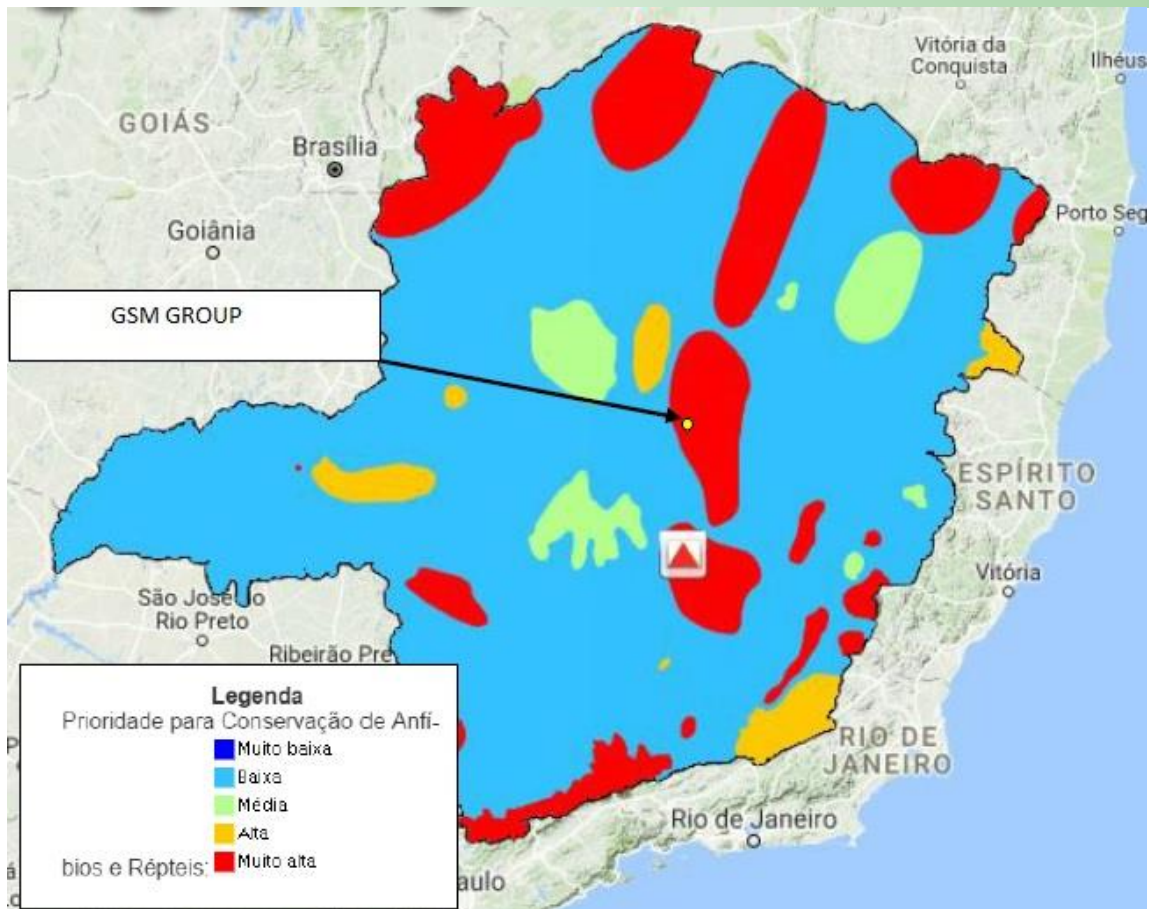 Vitória da
Conquista
Ilhéus
GOIÁS
Brasília
Goiânia
Porto Seg
GSM GROUP
ESPÍRITO
SANTO
Vitória
São José
Rio Preto
Ribeirão Pre
Legenda
Prioridade para Conservação de Anfí-
Muito baixa
Baixa
Média
Alta
bios e Répteis: Muito alta
RIO DE
JANEIRO
Rio de Janeiro
aulo